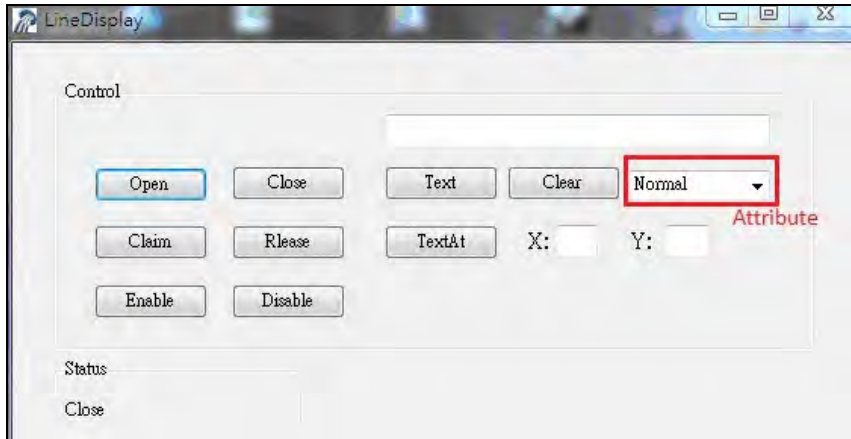 LineDisplay
Control
Open Close Text Clear Normal
Attribute
Claim Rlease TextAt X: Y:
Enable Disable
Status
Close